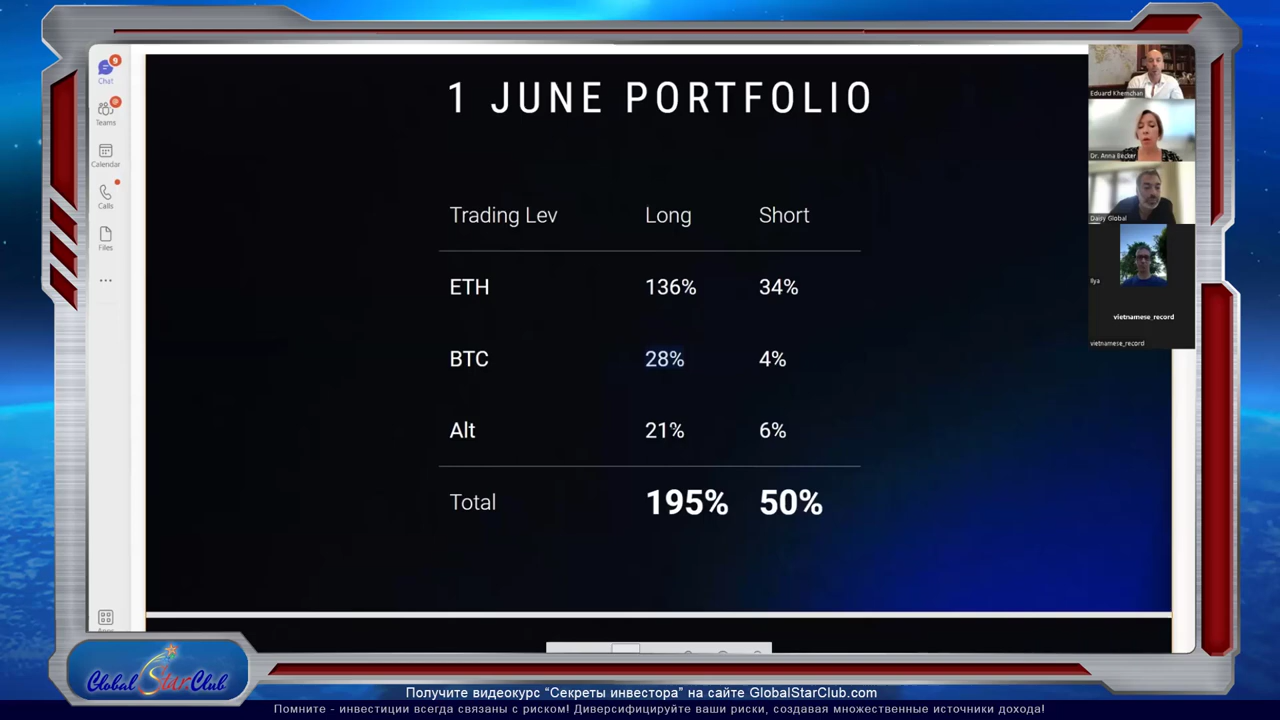 Chat
9
Teams
Calendar
Calls
Files
1 JUNE PORTFOLIO
Trading Lev Long Short
ETH 136% 34%
BTC 28% 4%
Alt 21% 6%
Total 195% 50%
Eduard Khemchan
Dr. Anna Becker
Daisy Global
Ilya
vietnamese_record
vietnamese_record
Global Star Club
Получите видеокурс “Секреты инвестора” на сайте GlobalStarClub.com
Помните - инвестиции всегда связаны с риском! Диверсифицируйте ваши риски, создавая множественные источники дохода!